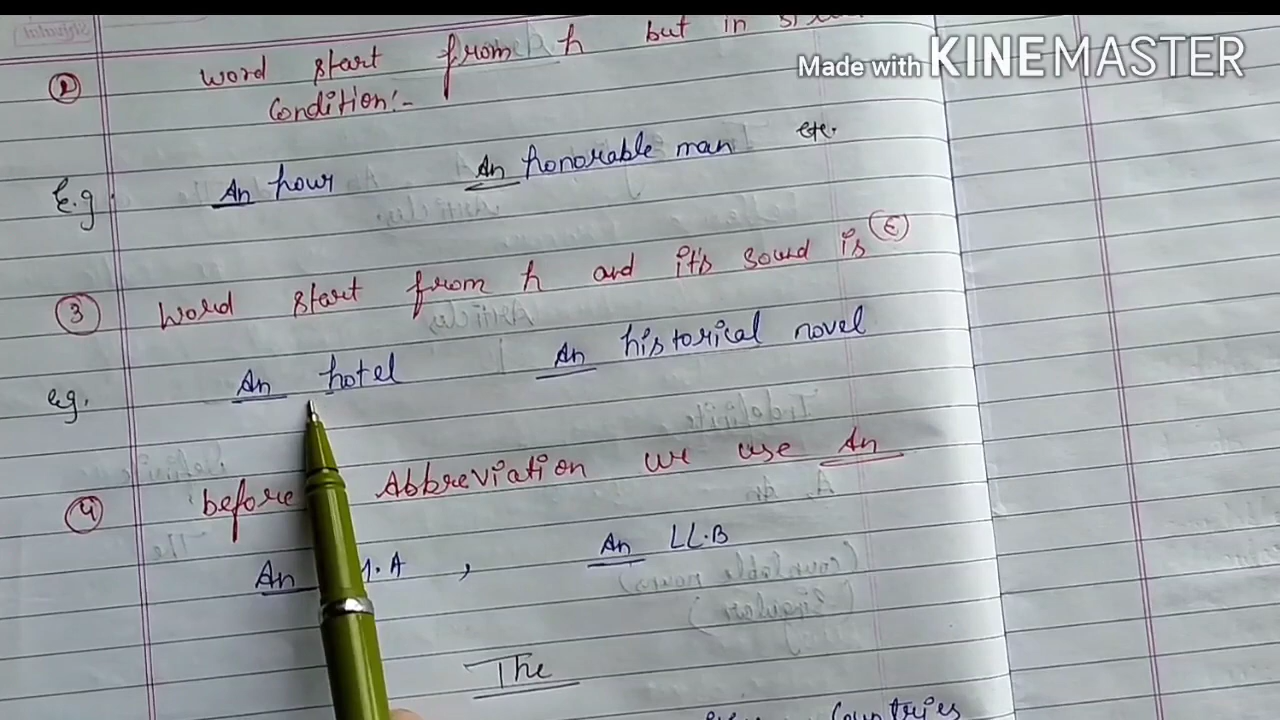 Made with KINEMASTER
② word start from h but in
Condition:-
E.g. An hour An honorable man etc.
③ Word start from h and its sound is (ε)
eg. An hotel An historical novel
④ before Abbreviation we use An
An .A , An LL.B
The
Countries